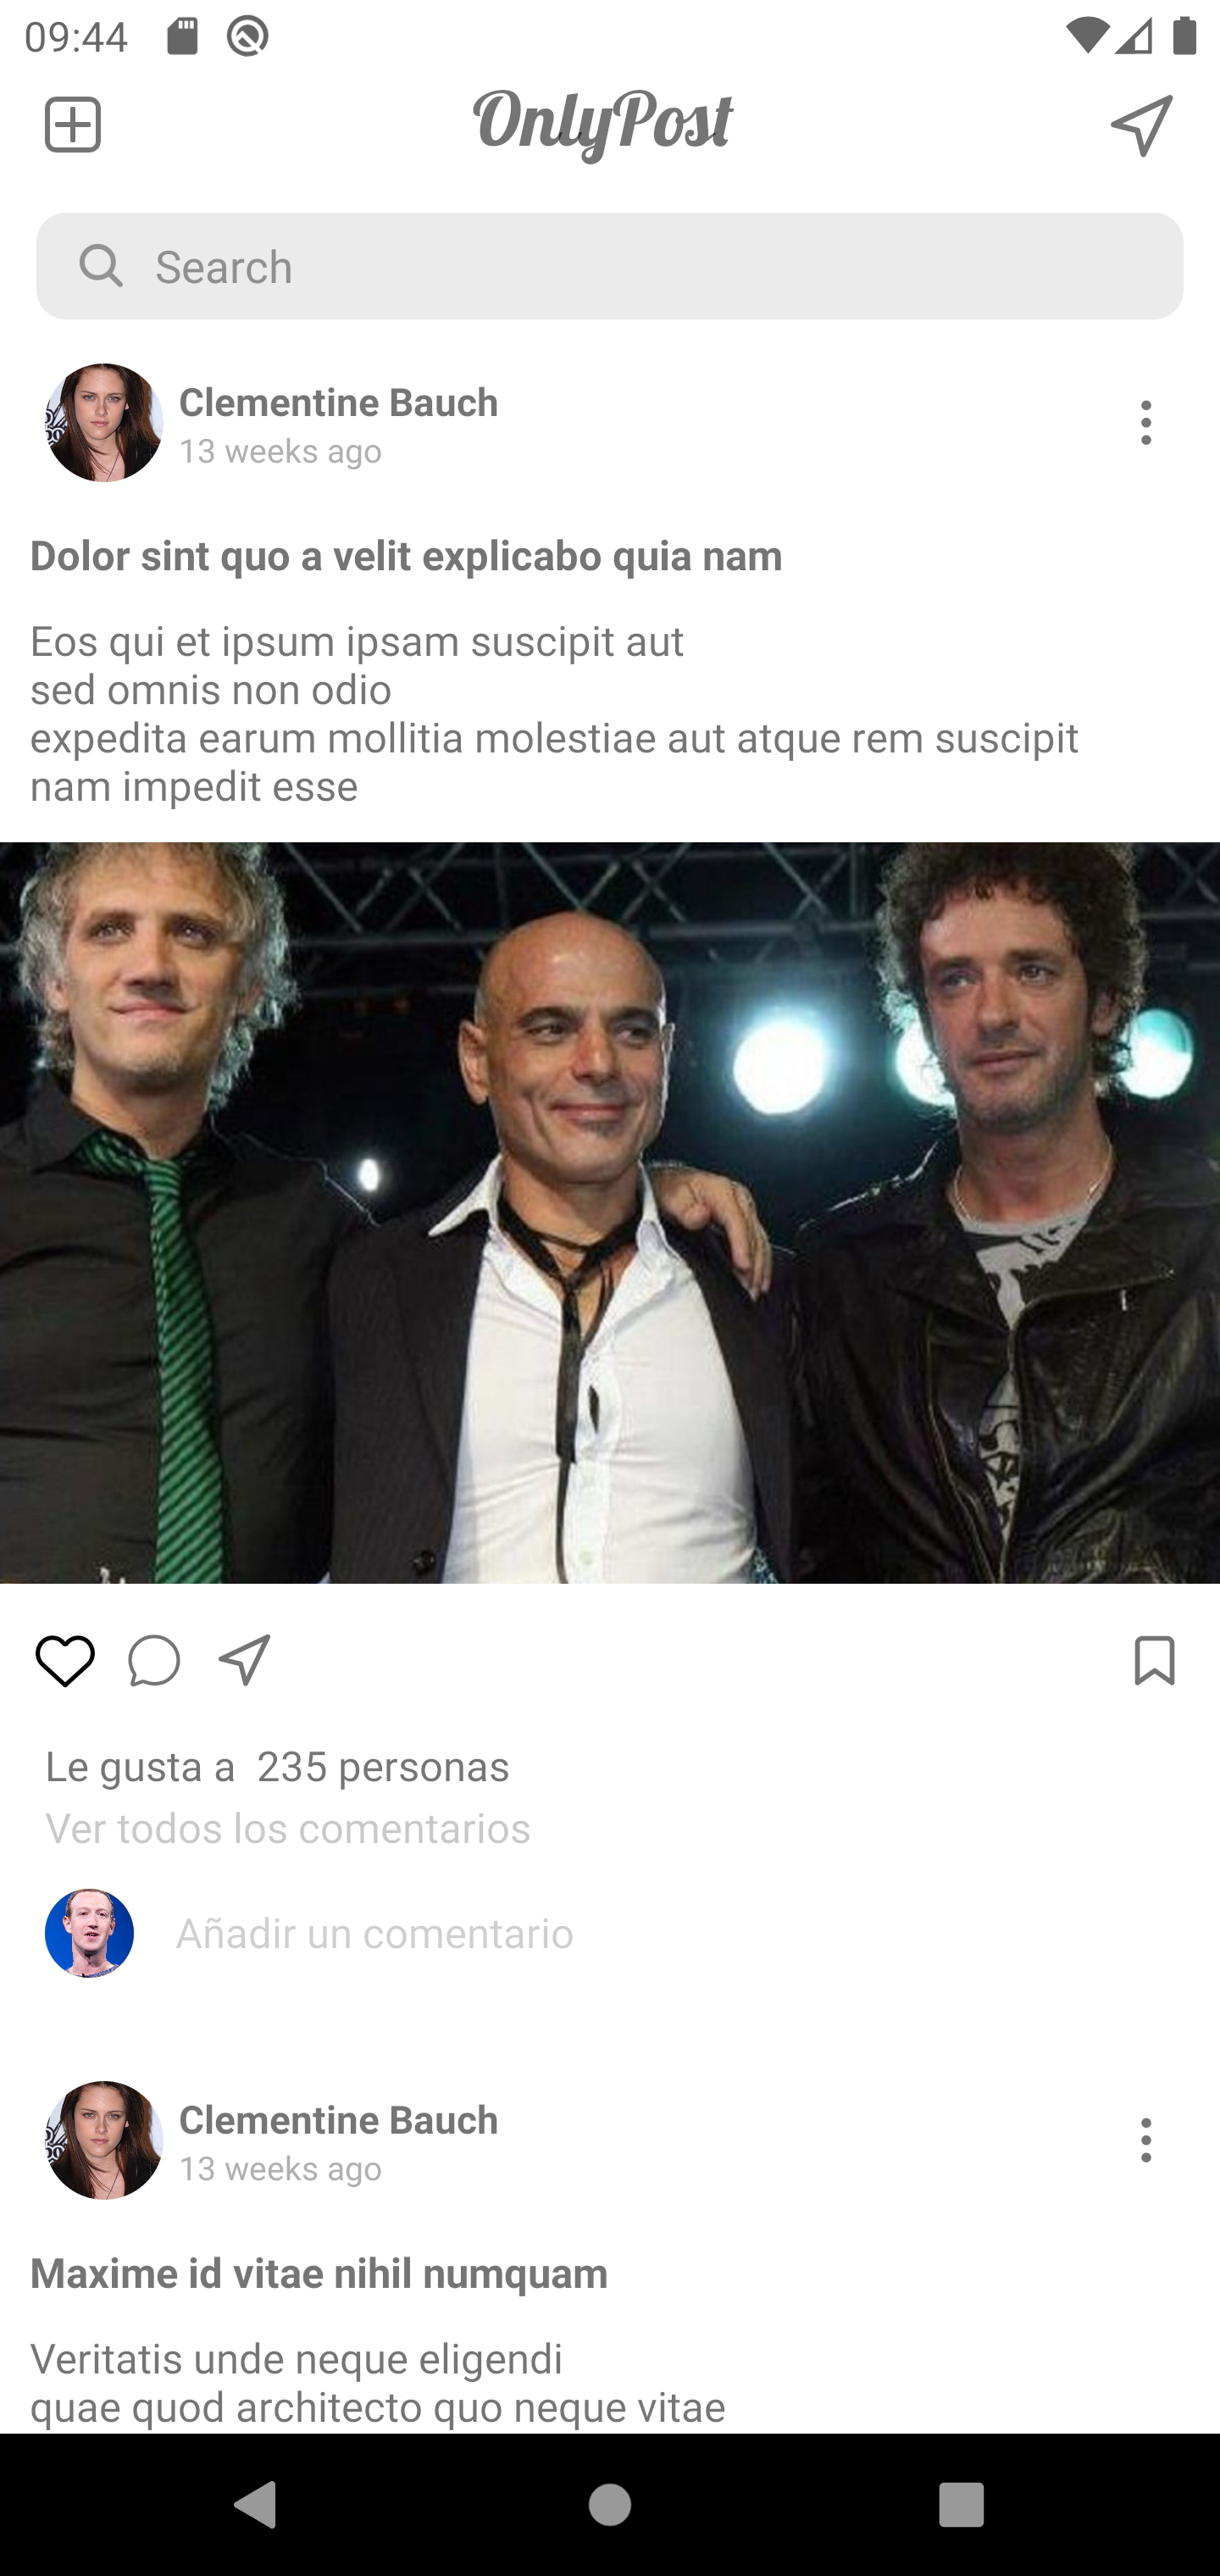 09:44
OnlyPost
Search
Clementine Bauch
13 weeks ago
Dolor sint quo a velit explicabo quia nam
Eos qui et ipsum ipsam suscipit aut
sed omnis non odio
expedita earum mollitia molestiae aut atque rem suscipit
nam impedit esse
Le gusta a  235 personas
Ver todos los comentarios
Añadir un comentario
Clementine Bauch
13 weeks ago
Maxime id vitae nihil numquam
Veritatis unde neque eligendi
quae quod architecto quo neque vitae